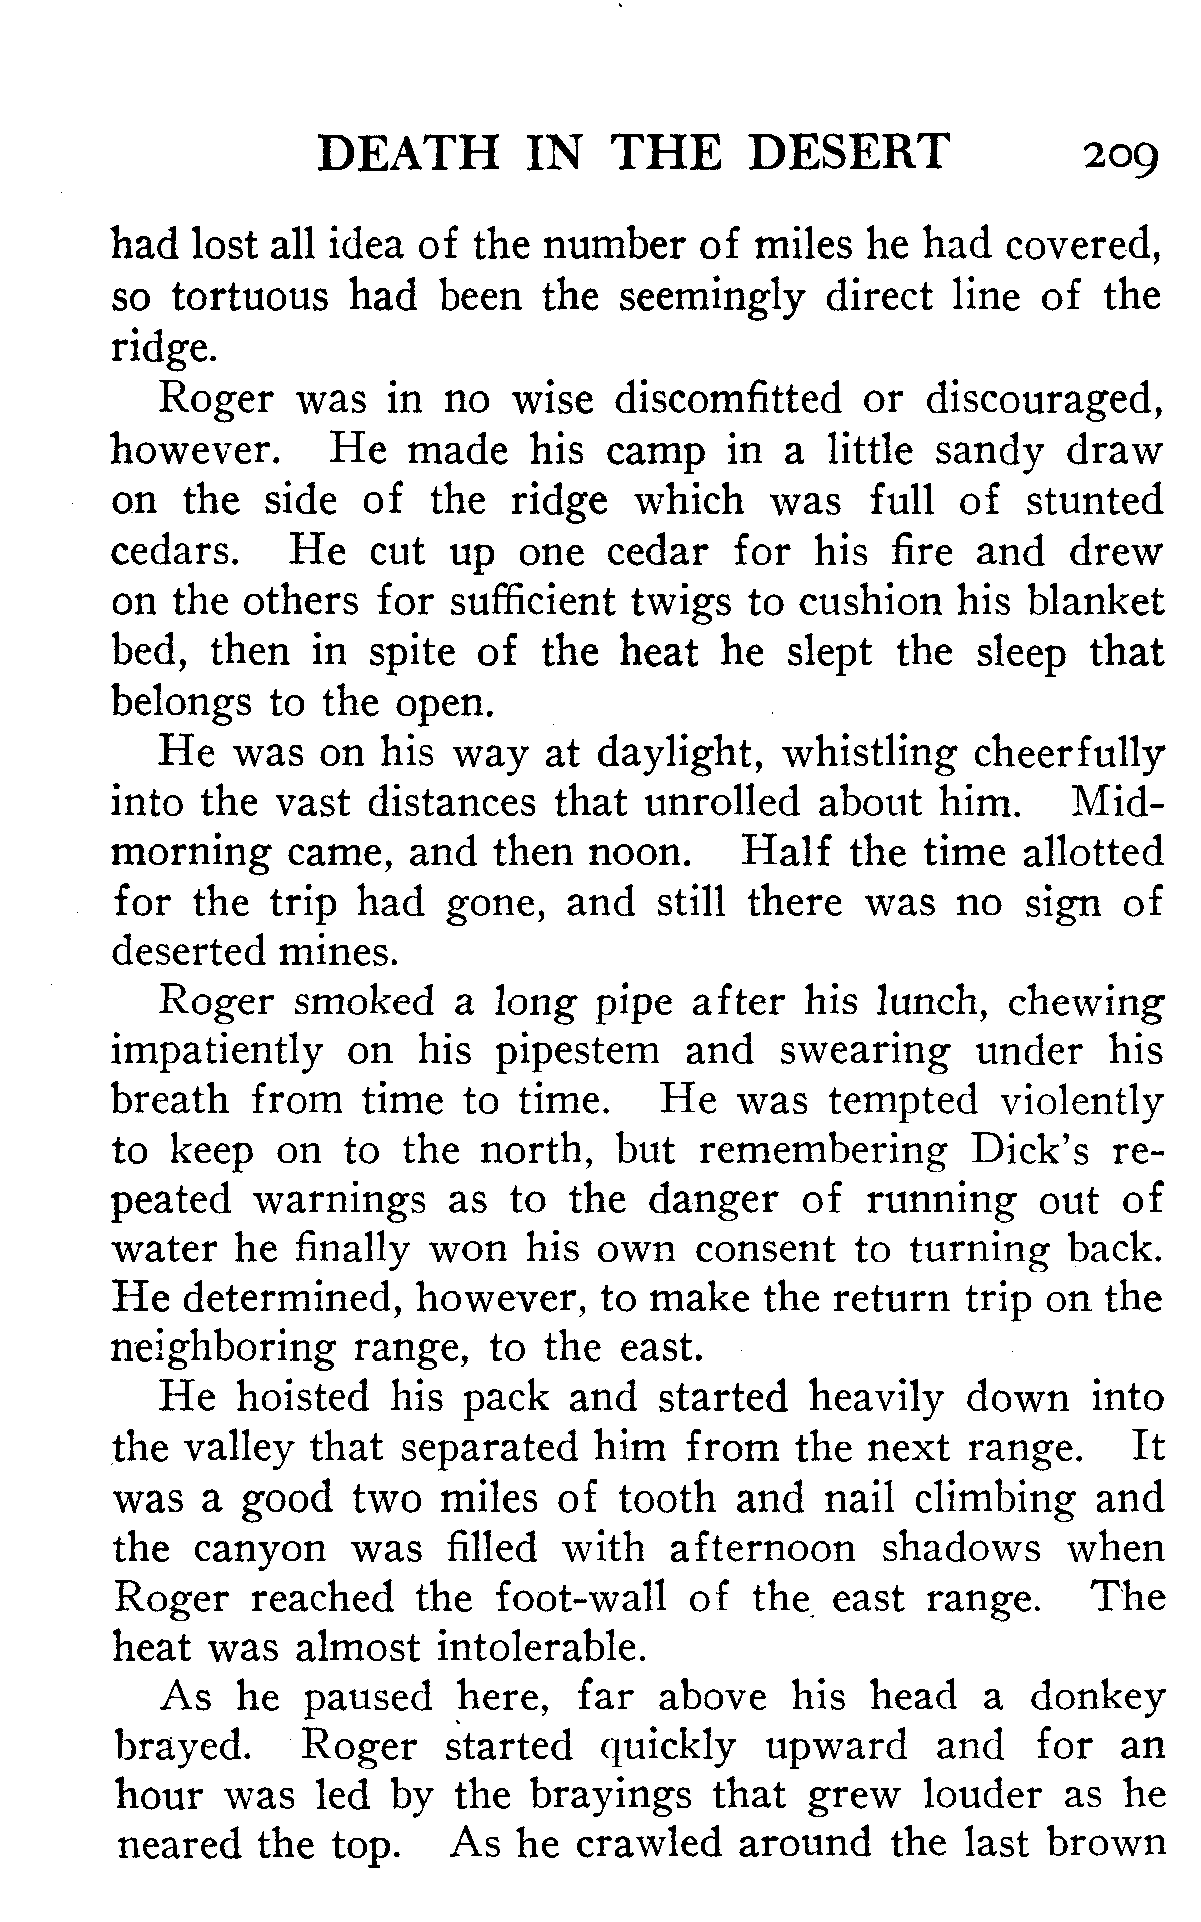 DEATH IN THE DESERT 209
had lost all idea of the number of miles he had covered,
so tortuous had been the seemingly direct line of the
ridge.
Roger was in no wise discomfitted or discouraged,
however. He made his camp in a little sandy draw
on the side of the ridge which was full of stunted
cedars. He cut up one cedar for his fire and drew
on the others for sufficient twigs to cushion his blanket
bed, then in spite of the heat he slept the sleep that
belongs to the open.
He was on his way at daylight, whistling cheerfully
into the vast distances that unrolled about him. Mid-
morning came, and then noon. Half the time allotted
for the trip had gone, and still there was no sign of
deserted mines.
Roger smoked a long pipe after his lunch, chewing
impatiently on his pipestem and swearing under his
breath from time to time. He was tempted violently
to keep on to the north, but remembering Dick's re-
peated warnings as to the danger of running out of
water he finally won his own consent to turning back.
He determined, however, to make the return trip on the
neighboring range, to the east.
He hoisted his pack and started heavily down into
the valley that separated him from the next range. It
was a good two miles of tooth and nail climbing and
the canyon was filled with afternoon shadows when
Roger reached the foot-wall of the east range. The
heat was almost intolerable.
As he paused here, far above his head a donkey
brayed. Roger started quickly upward and for an
hour was led by the brayings that grew louder as he
neared the top. As he crawled around the last brown